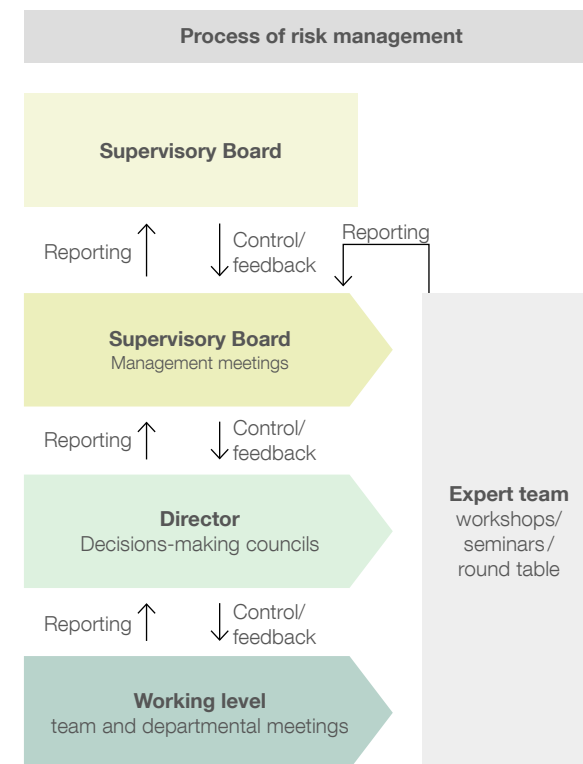 Process of risk management
Supervisory Board
Reporting
Control/
feedback
Reporting
Supervisory Board
Management meetings
Reporting
Control/
feedback
Director
Decisions-making councils
Reporting
Control/
feedback
Working level
team and departmental meetings
Expert team
workshops/
seminars/
round table